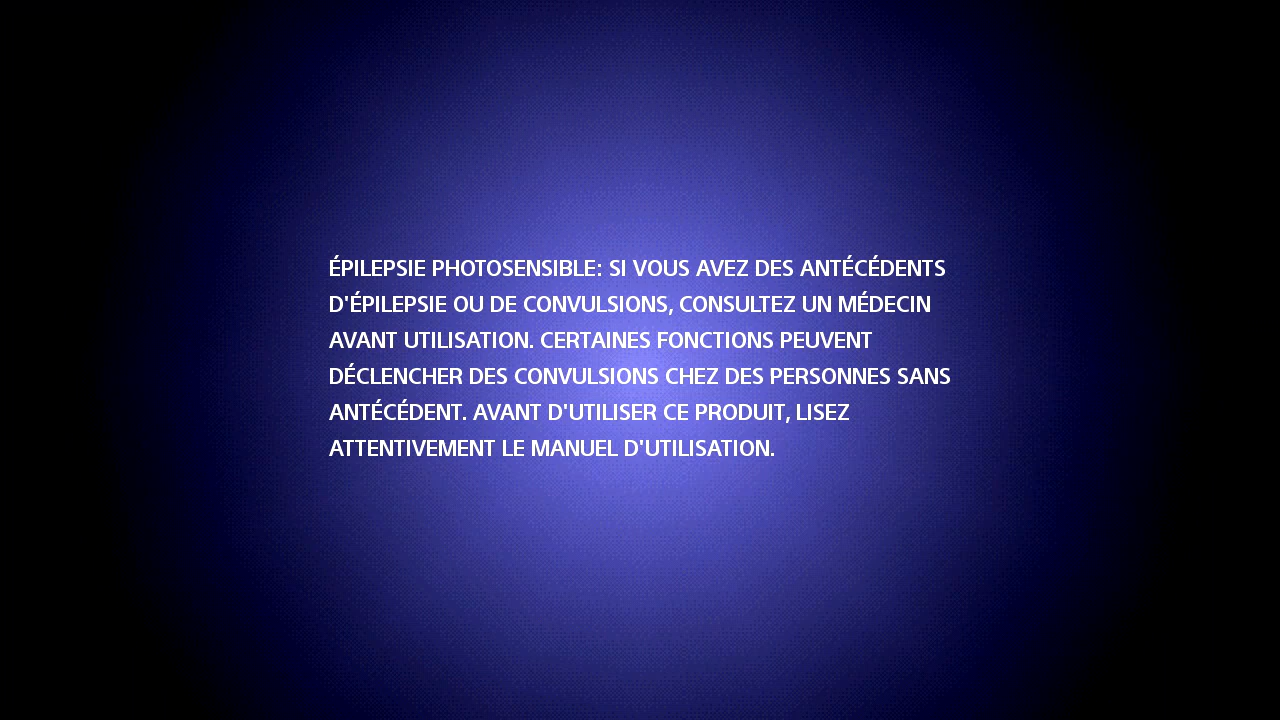 ÉPILEPSIE PHOTOSENSIBLE: SI VOUS AVEZ DES ANTÉCÉDENTS
D'ÉPILEPSIE OU DE CONVULSIONS, CONSULTEZ UN MÉDECIN
AVANT UTILISATION. CERTAINES FONCTIONS PEUVENT
DÉCLENCHER DES CONVULSIONS CHEZ DES PERSONNES SANS
ANTÉCÉDENT. AVANT D'UTILISER CE PRODUIT, LISEZ
ATTENTIVEMENT LE MANUEL D'UTILISATION.